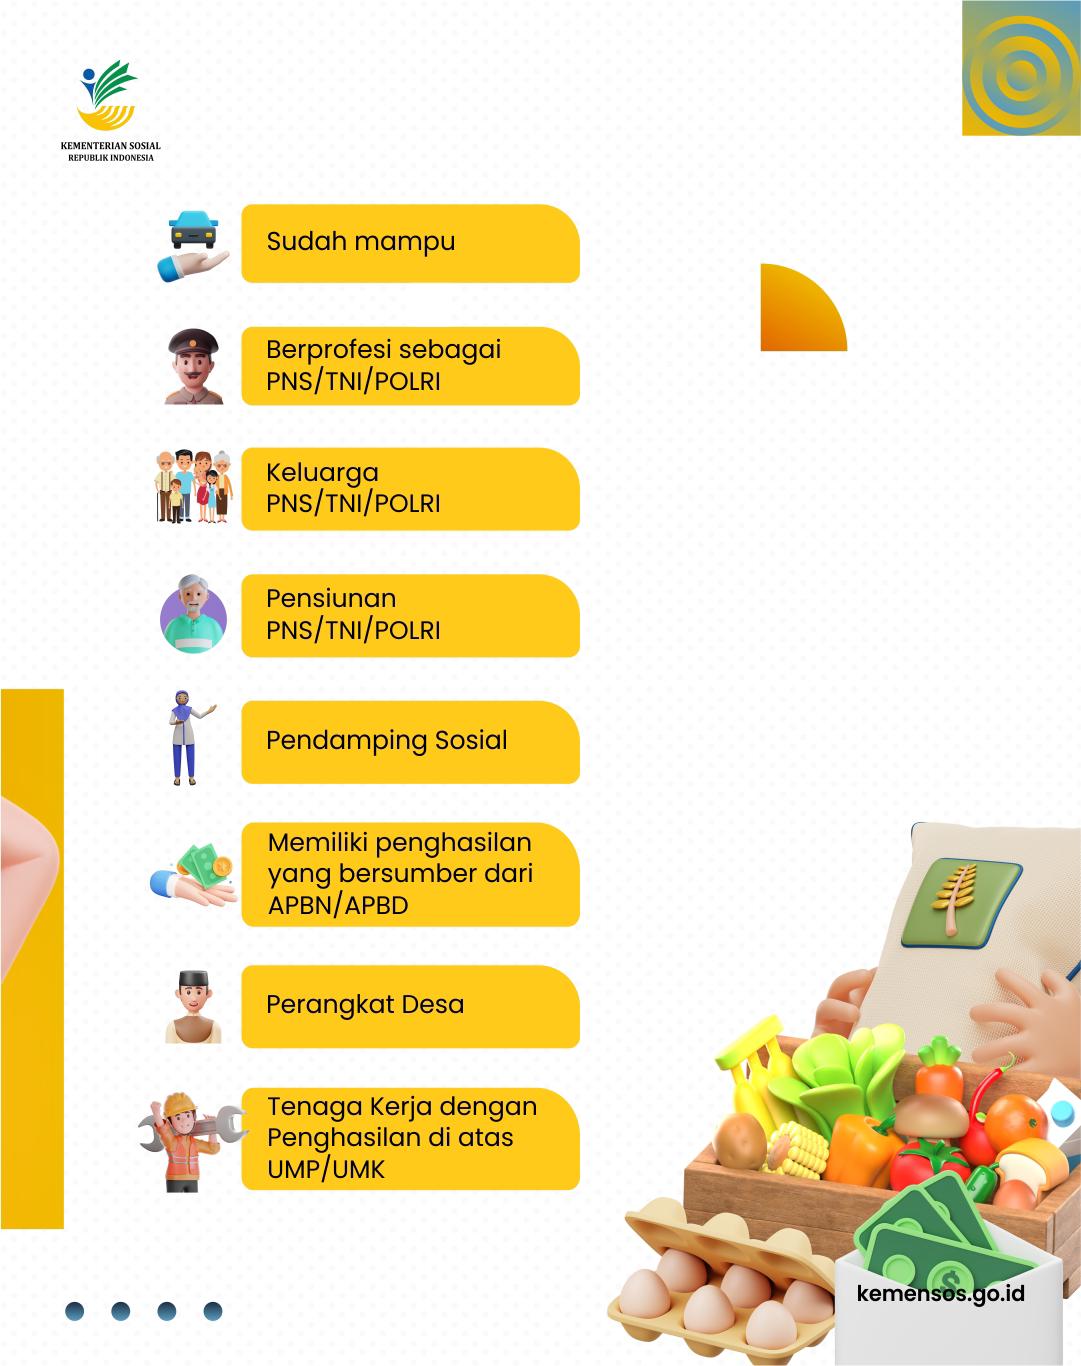 KEMENTERIAN SOSIAL
REPUBLIK INDONESIA
Sudah mampu
Berprofesi sebagai
PNS/TNI/POLRI
Keluarga
PNS/TNI/POLRI
Pensiunan
PNS/TNI/POLRI
Pendamping Sosial
Memiliki penghasilan
yang bersumber dari
APBN/APBD
Perangkat Desa
Tenaga Kerja dengan
Penghasilan di atas
UMP/UMK
$
kemensos.go.id